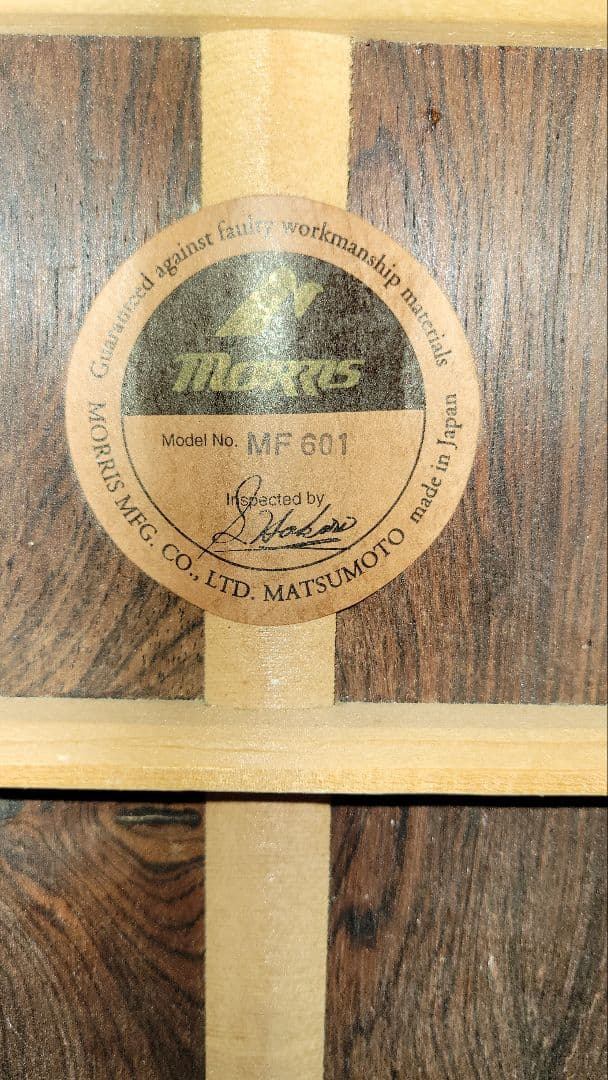 Guaranteed against faulty workmanship materials
MORRIS
Model No. MF 601
Inspected by
MORRIS MFG. CO., LTD. MATSUMOTO made in Japan